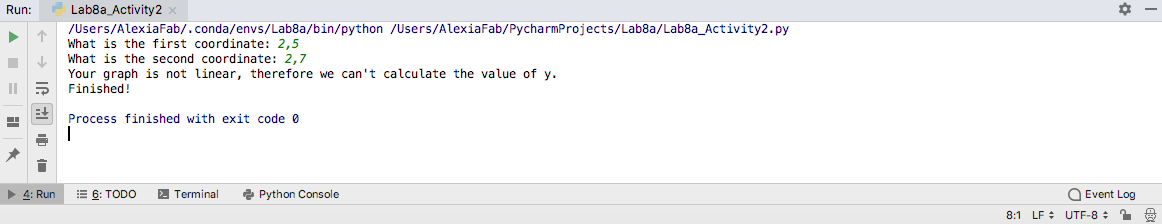 Run: Lab8a_Activity2 ×
/Users/AlexiaFab/.conda/envs/Lab8a/bin/python /Users/AlexiaFab/PycharmProjects/Lab8a/Lab8a_Activity2.py
What is the first coordinate: 2,5
What is the second coordinate: 2,7
Your graph is not linear, therefore we can't calculate the value of y.
Finished!
Process finished with exit code 0
4: Run 6: TODO Terminal Python Console Event Log
8:1 LF UTF-8